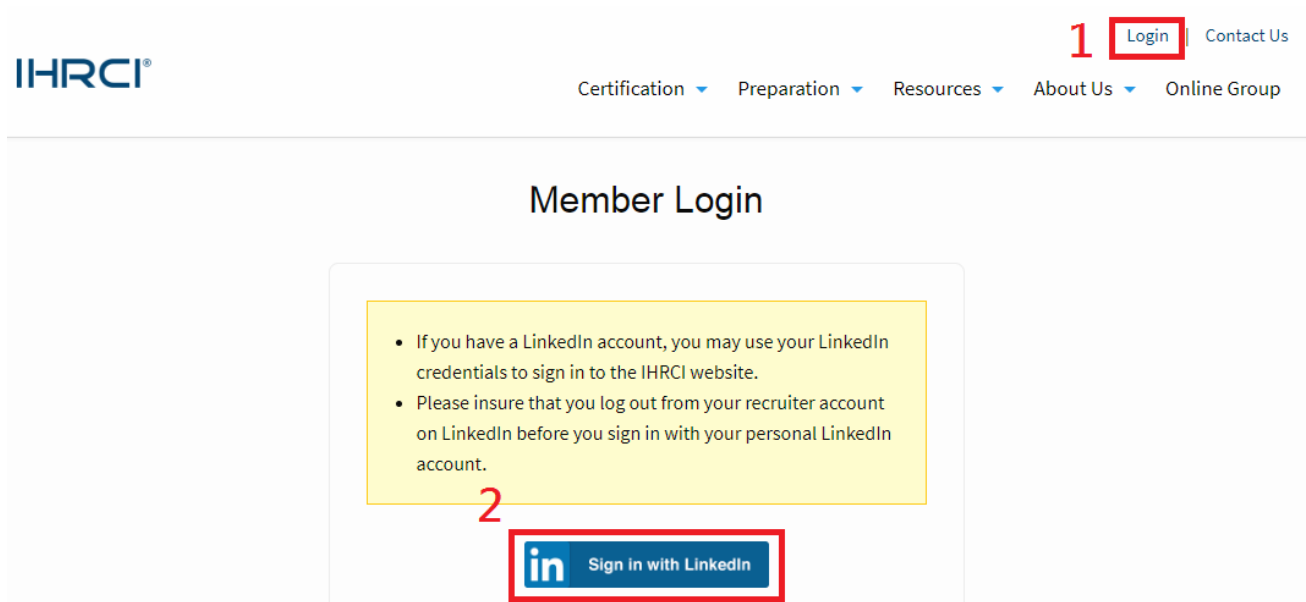 1 Login | Contact Us
IHRCI®
Certification Preparation Resources About Us Online Group
Member Login
• If you have a LinkedIn account, you may use your LinkedIn
credentials to sign in to the IHRCI website.
• Please insure that you log out from your recruiter account
on LinkedIn before you sign in with your personal LinkedIn
account.
2
in Sign in with LinkedIn